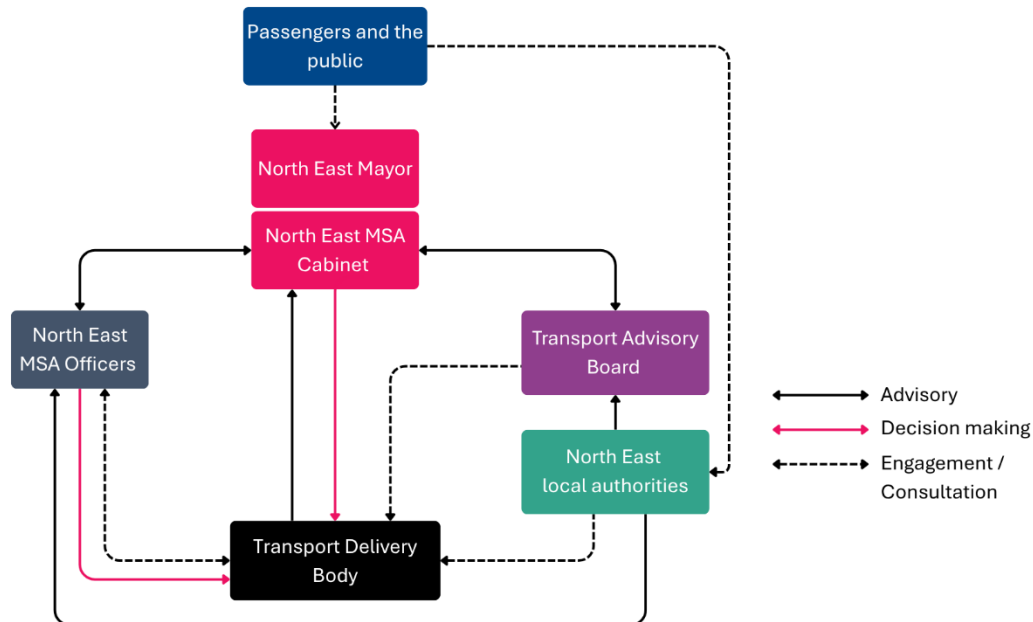 Passengers and the
public
North East Mayor
North East MSA
Cabinet
North East
MSA Officers
Transport Advisory
Board
North East
local authorities
Transport Delivery
Body
Advisory
Decision making
Engagement /
Consultation